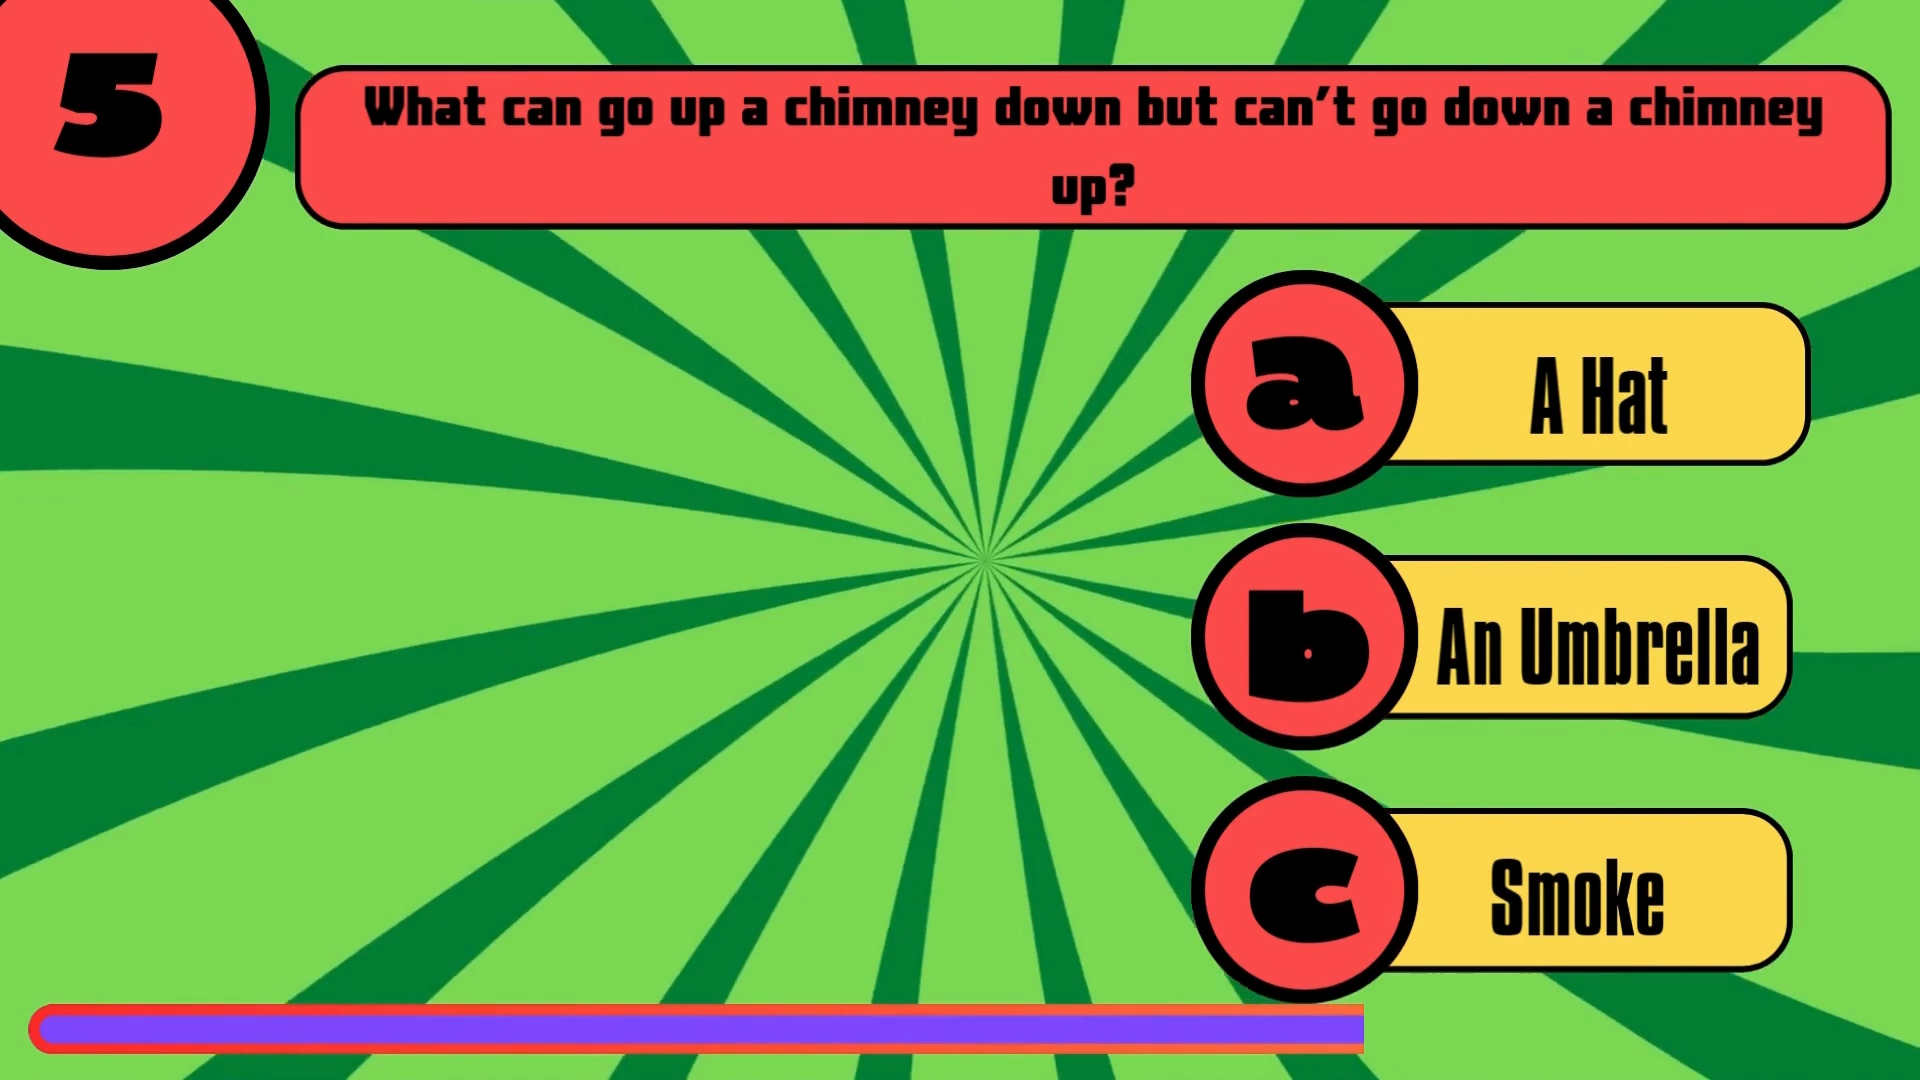 5
What can go up a chimney down but can't go down a chimney
up?
a
A Hat
b
An Umbrella
c
Smoke